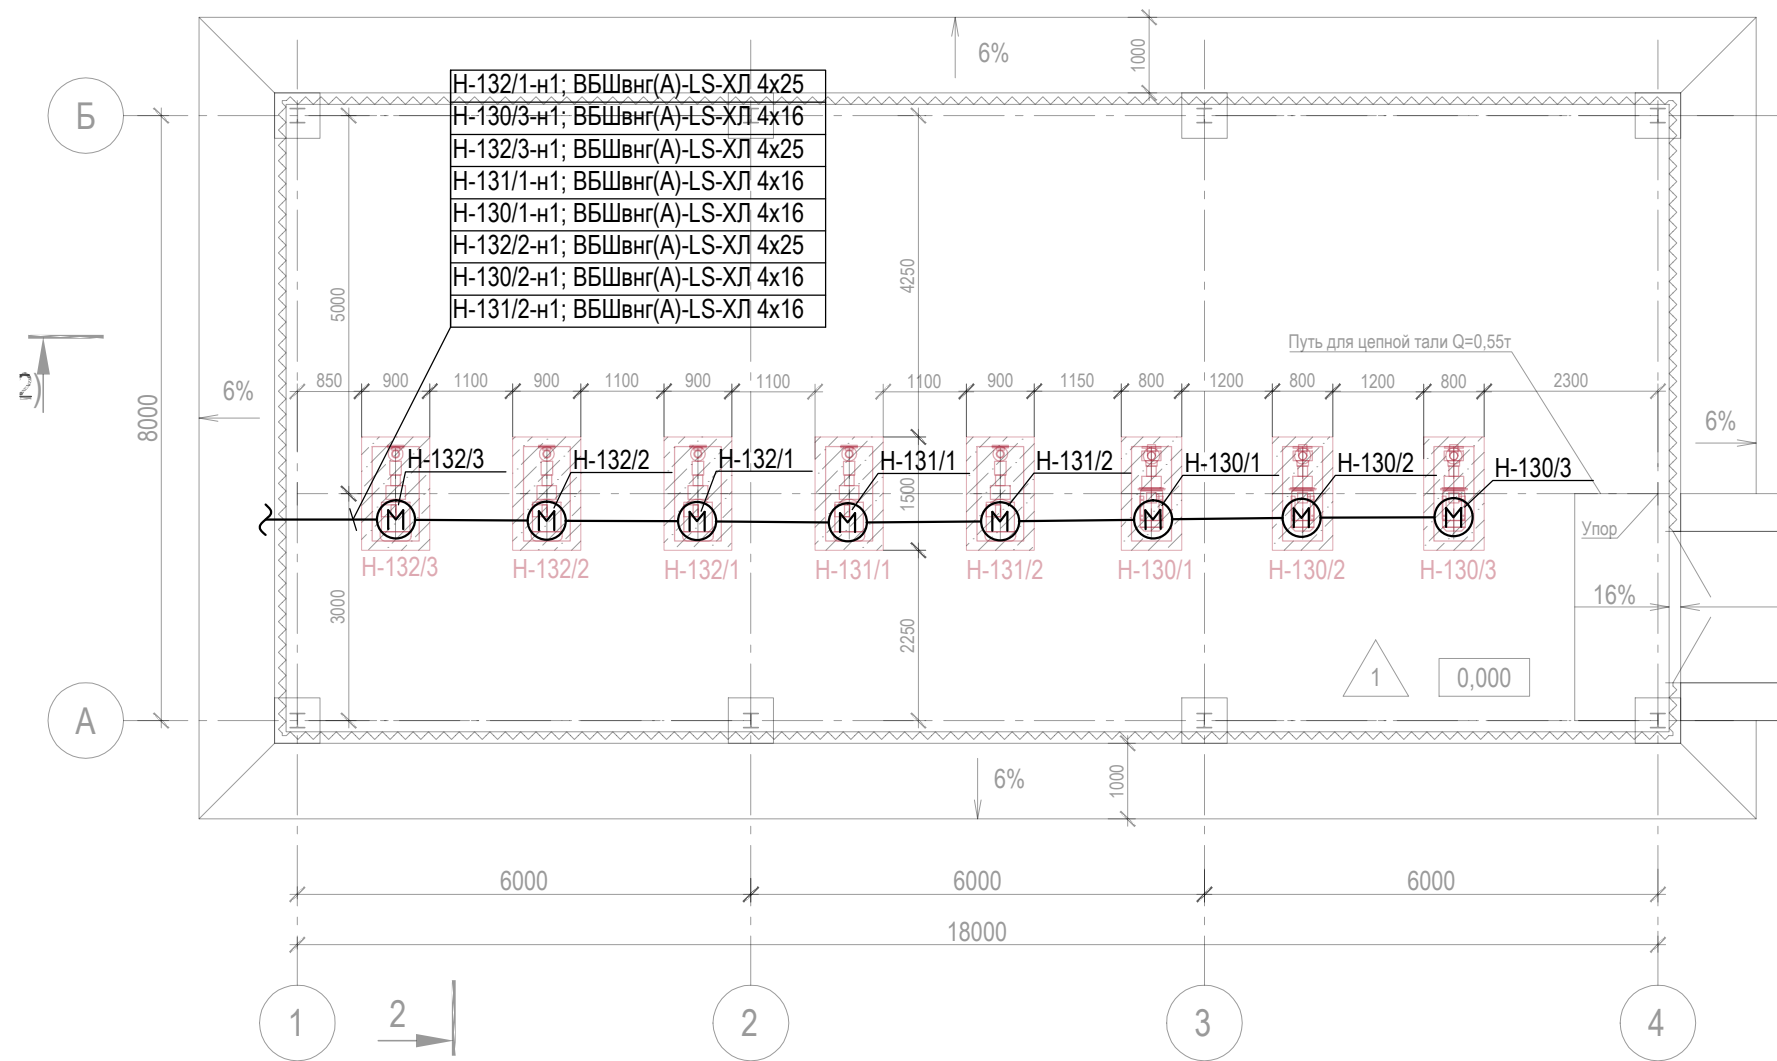 6%
1000
Н-132/1-н1; ВБШвнг(А)-LS-ХЛ 4х25
Н-130/3-н1; ВБШвнг(А)-LS-ХЛ 4х16
Н-132/3-н1; ВБШвнг(А)-LS-ХЛ 4х25
Н-131/1-н1; ВБШвнг(А)-LS-ХЛ 4х16
Н-130/1-н1; ВБШвнг(А)-LS-ХЛ 4х16
Н-132/2-н1; ВБШвнг(А)-LS-ХЛ 4х25
Н-130/2-н1; ВБШвнг(А)-LS-ХЛ 4х16
Н-131/2-н1; ВБШвнг(А)-LS-ХЛ 4х16
Б
5000
4250
8000
Путь для цепной тали Q=0,55т
2
6%
850 900 1100 900 1100 900 1100 1100 900 1150 800 1200 800 1200 800 2300
6%
Н-132/3 Н-132/2 Н-132/1 Н-131/1 Н-131/2 Н-130/1 Н-130/2 Н-130/3
1500
М М М М М М М М
Упор
Н-132/3 Н-132/2 Н-132/1 Н-131/1 Н-131/2 Н-130/1 Н-130/2 Н-130/3
3000
2250
16%
1
0,000
А
6%
1000
6000 6000 6000
18000
1 2 2 3 4